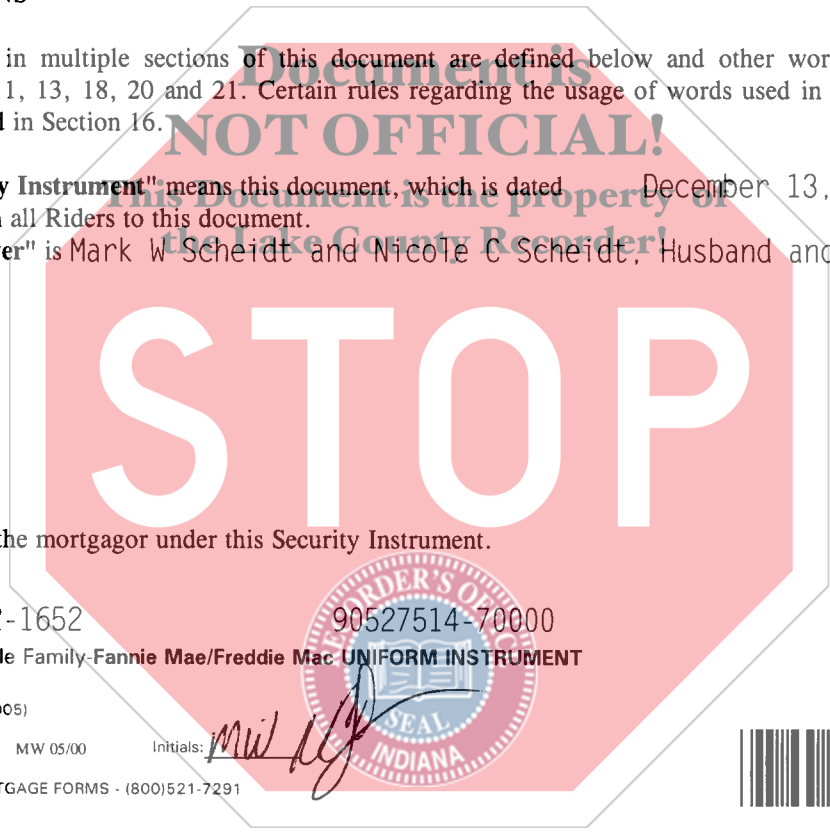 in multiple sections of this document are defined below and other wor
Document is
1, 13, 18, 20 and 21. Certain rules regarding the usage of words used in
in Section 16.
NOT OFFICIAL!
y Instrument" means this document, which is dated December 13,
This Document is the property of
all Riders to this document.
the Lake County Recorder!
er" is Mark W Scheidt and Nicole C Scheidt, Husband and
STOP
the mortgagor under this Security Instrument.
RECORDER'S OFFICE
-1652 90527514-70000
le Family-Fannie Mae/Freddie Mac UNIFORM INSTRUMENT
005)
SEAL
MW 05/00 Initials:
INDIANA
TGAGE FORMS - (800)521-7291